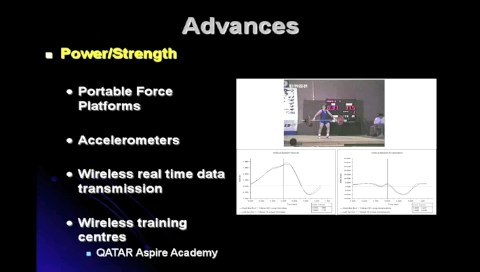 Advances
Power/Strength
Portable Force
Platforms
Accelerometers
Wireless real time data
transmission
Wireless training
centres
QATAR Aspire Academy